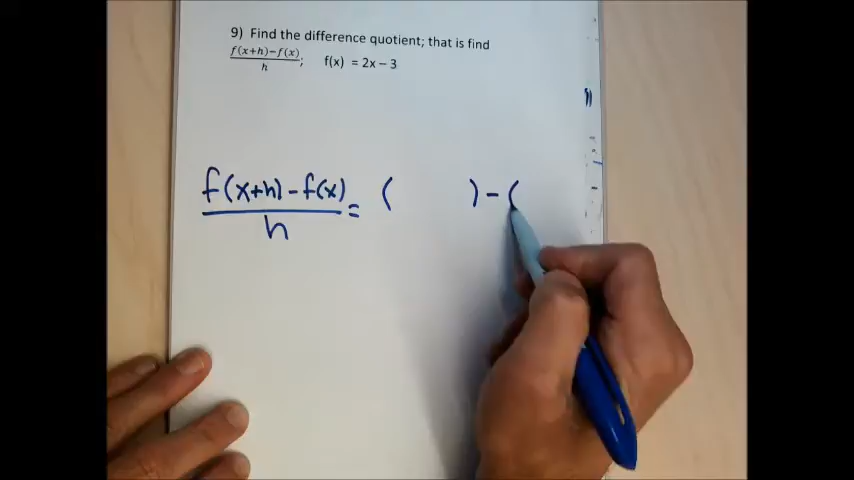 9) Find the difference quotient; that is find
f(x+h)−f(x)
h
; f(x) = 2x − 3
f(x+h) - f(x)
h
= ( ) - (